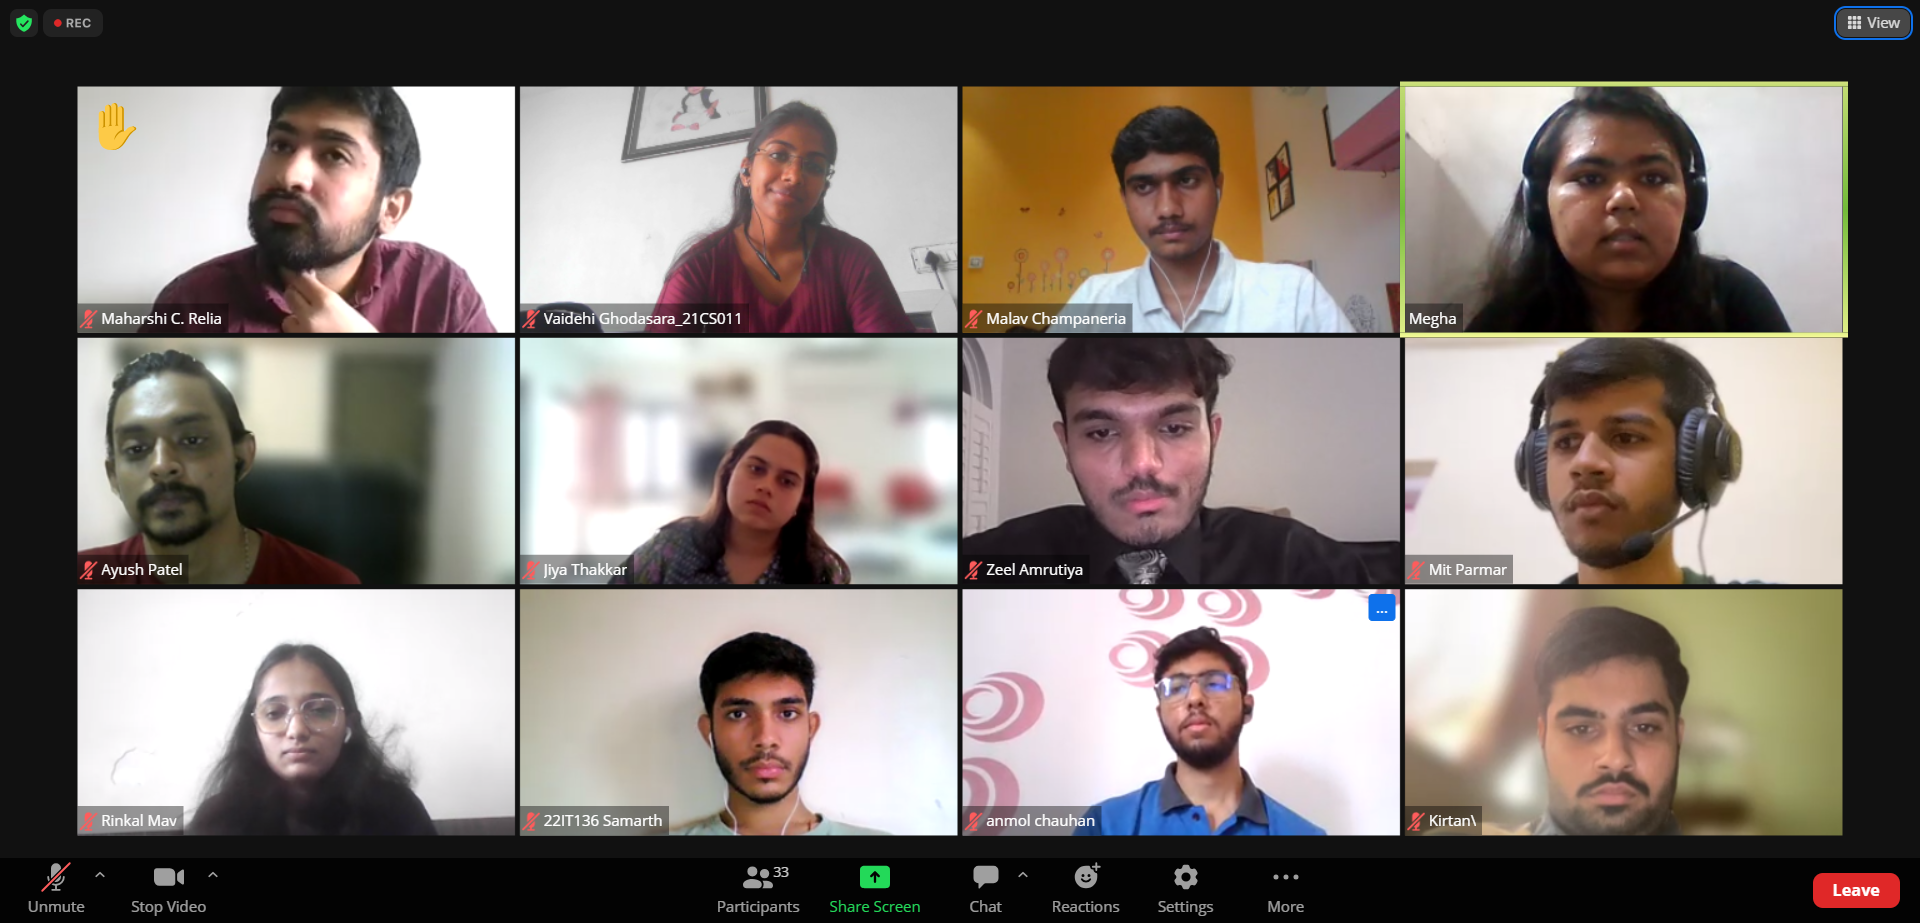 REC
View
Maharshi C. Relia
Vaidehi Ghodasara_21CS011
Malav Champaneria
Megha
Ayush Patel
Jiya Thakkar
Zeel Amrutiya
Mit Parmar
Rinkal Mav
22IT136 Samarth
...
anmol chauhan
Kirtan\
Unmute
Stop Video
33
Participants
Share Screen
Chat
Reactions
Settings
More
Leave